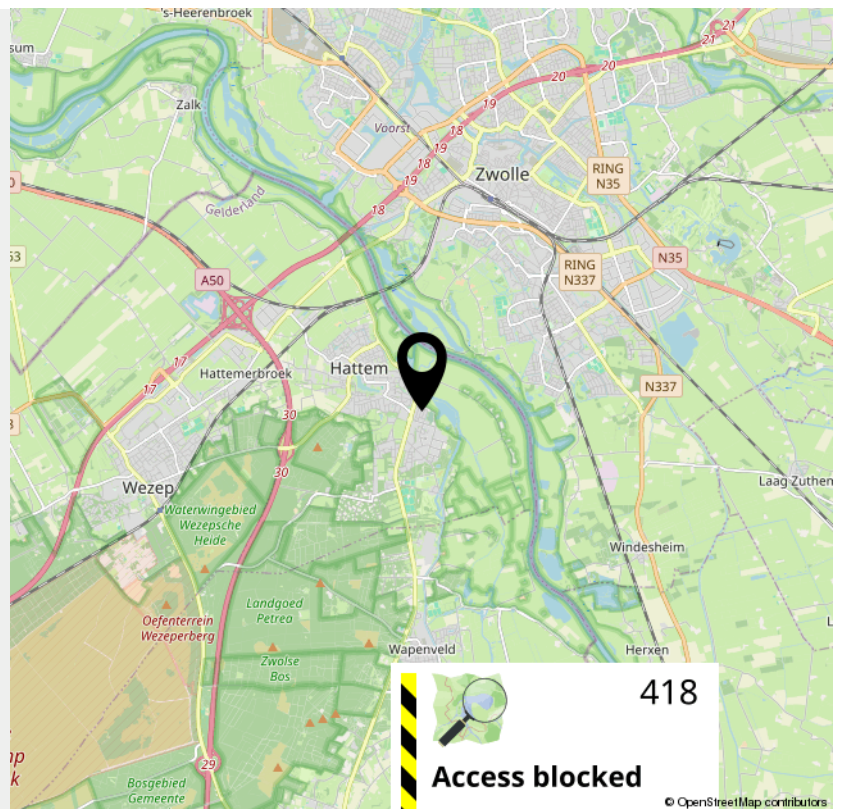 's-Heerenbroek
sum
21
21
20
20
Zalk
19
Voorst
18
19
18
19
Zwolle
RING
N35
Gelderland
18
53
A50
RING
N337
N35
17
Hattem
Hattemerbroek
17
N337
30
30
Wezep
Laag Zuthen
Waterwingebied
Wezepsche
Heide
Windesheim
Landgoed
Petrea
Oefenterrein
Wezeperberg
Wapenveld
Herxen
Zwolse
Bos
418
29
Access blocked
Bosgebied
Gemeente
© OpenStreetMap contributors